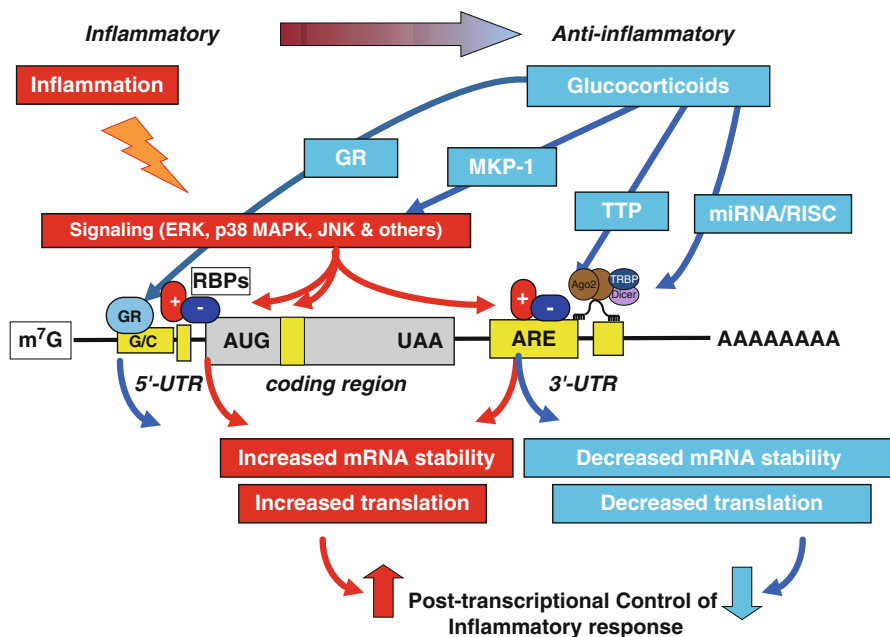 Inflammatory
Anti-inflammatory
Inflammation
Glucocorticoids
GR
MKP-1
TTP
miRNA/RISC
Signaling (ERK, p38 MAPK, JNK & others)
RBPs
+
-
GR
G/C
m⁷G
AUG
UAA
+
-
ARE
Ago2
TRBP
Dicer
AAAAAAAA
5'-UTR
coding region
3'-UTR
Increased mRNA stability
Decreased mRNA stability
Increased translation
Decreased translation
Post-transcriptional Control of
Inflammatory response